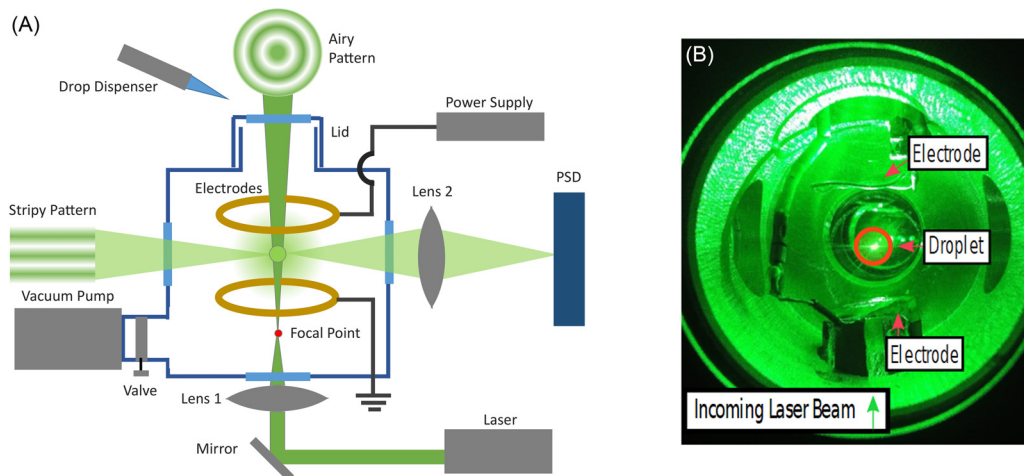 (A)
Airy
Pattern
Drop Dispenser
Power Supply
Lid
Electrodes
Lens 2
PSD
Stripy Pattern
Vacuum Pump
Focal Point
Valve
Lens 1
Laser
Mirror
(B)
Electrode
Droplet
Electrode
Incoming Laser Beam